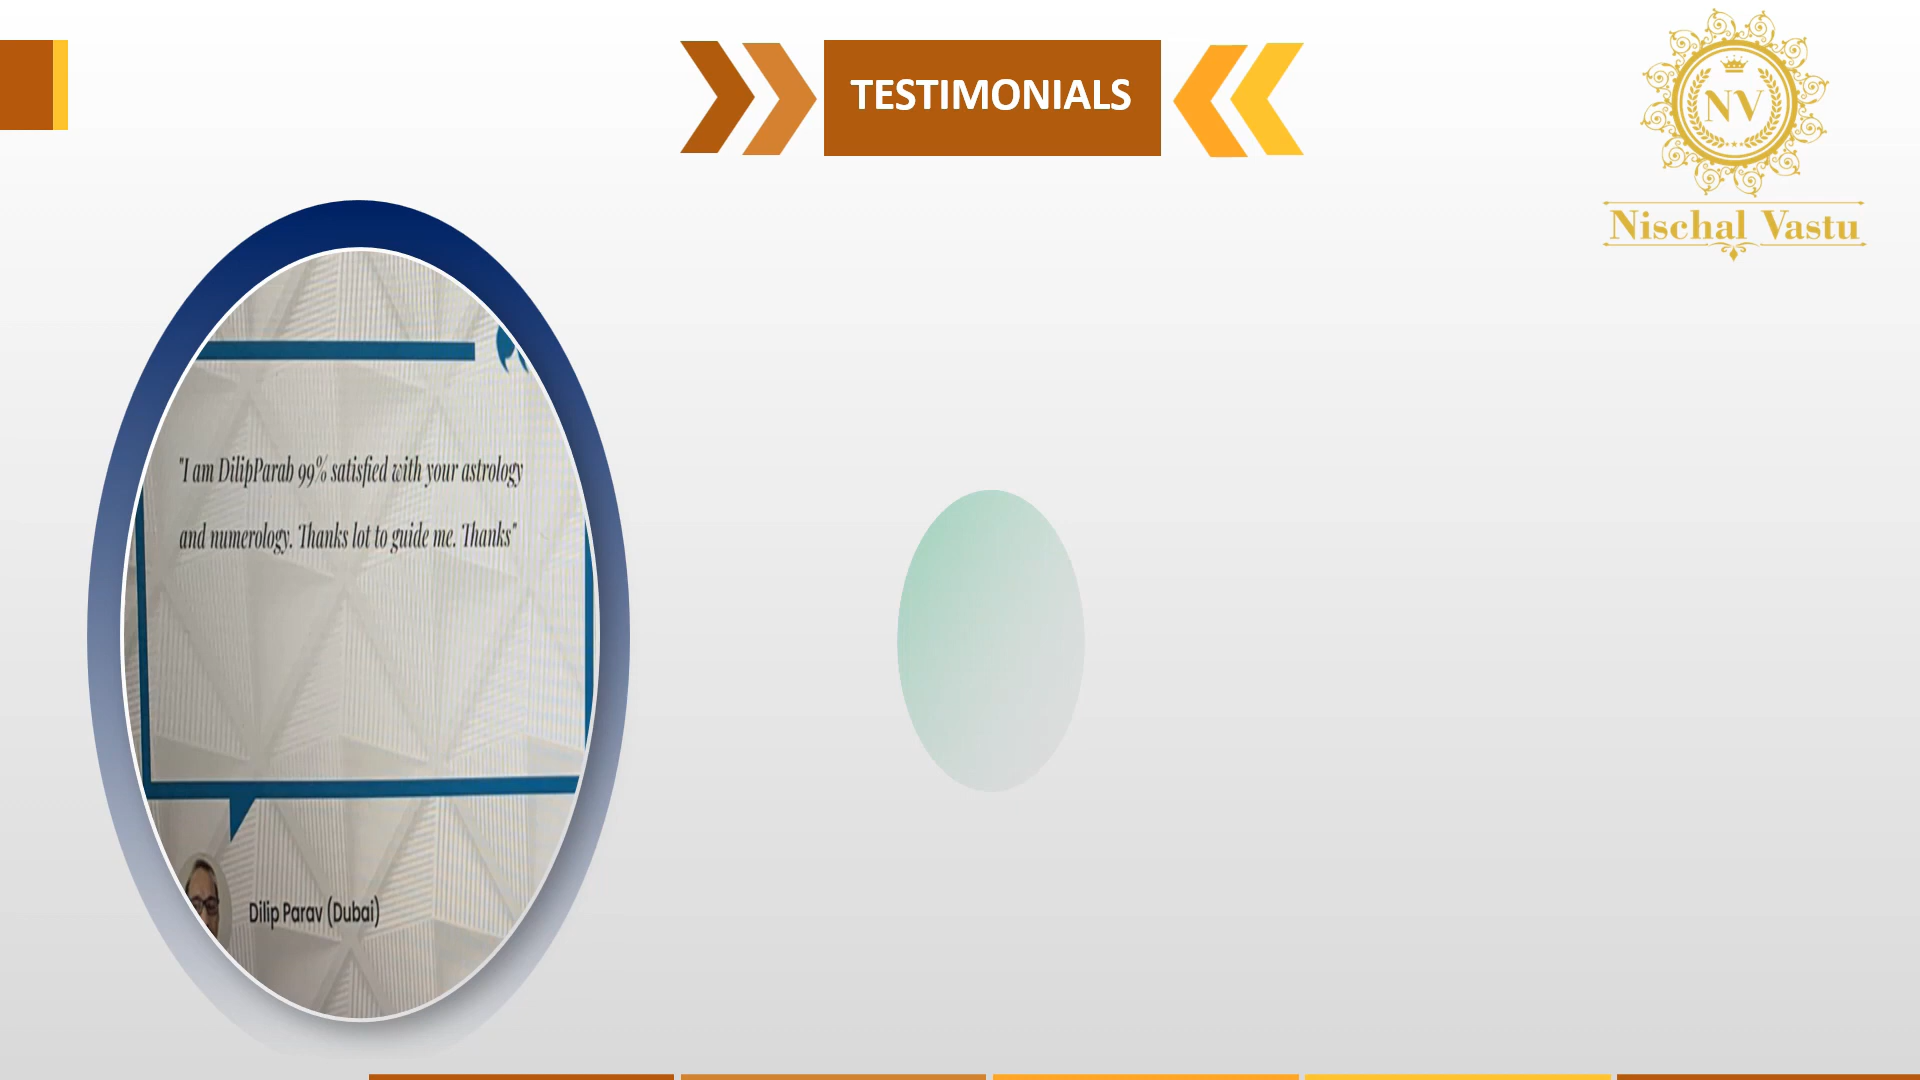 TESTIMONIALS
NV
Nischal Vastu
"I am DilipParab 99% satisfied with your astrology
and numerology. Thanks lot to guide me. Thanks"
Dilip Parav (Dubai)